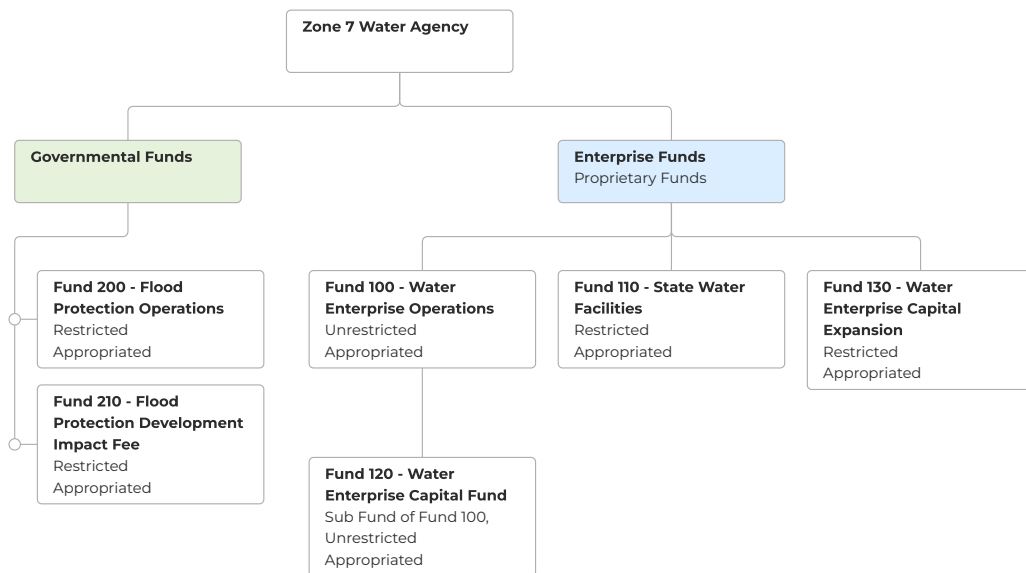 Zone 7 Water Agency
Governmental Funds
Enterprise Funds
Proprietary Funds
Fund 200 - Flood
Protection Operations
Restricted
Appropriated
Fund 210 - Flood
Protection Development
Impact Fee
Restricted
Appropriated
Fund 100 - Water
Enterprise Operations
Unrestricted
Appropriated
Fund 120 - Water
Enterprise Capital Fund
Sub Fund of Fund 100,
Unrestricted
Appropriated
Fund 110 - State Water
Facilities
Restricted
Appropriated
Fund 130 - Water
Enterprise Capital
Expansion
Restricted
Appropriated